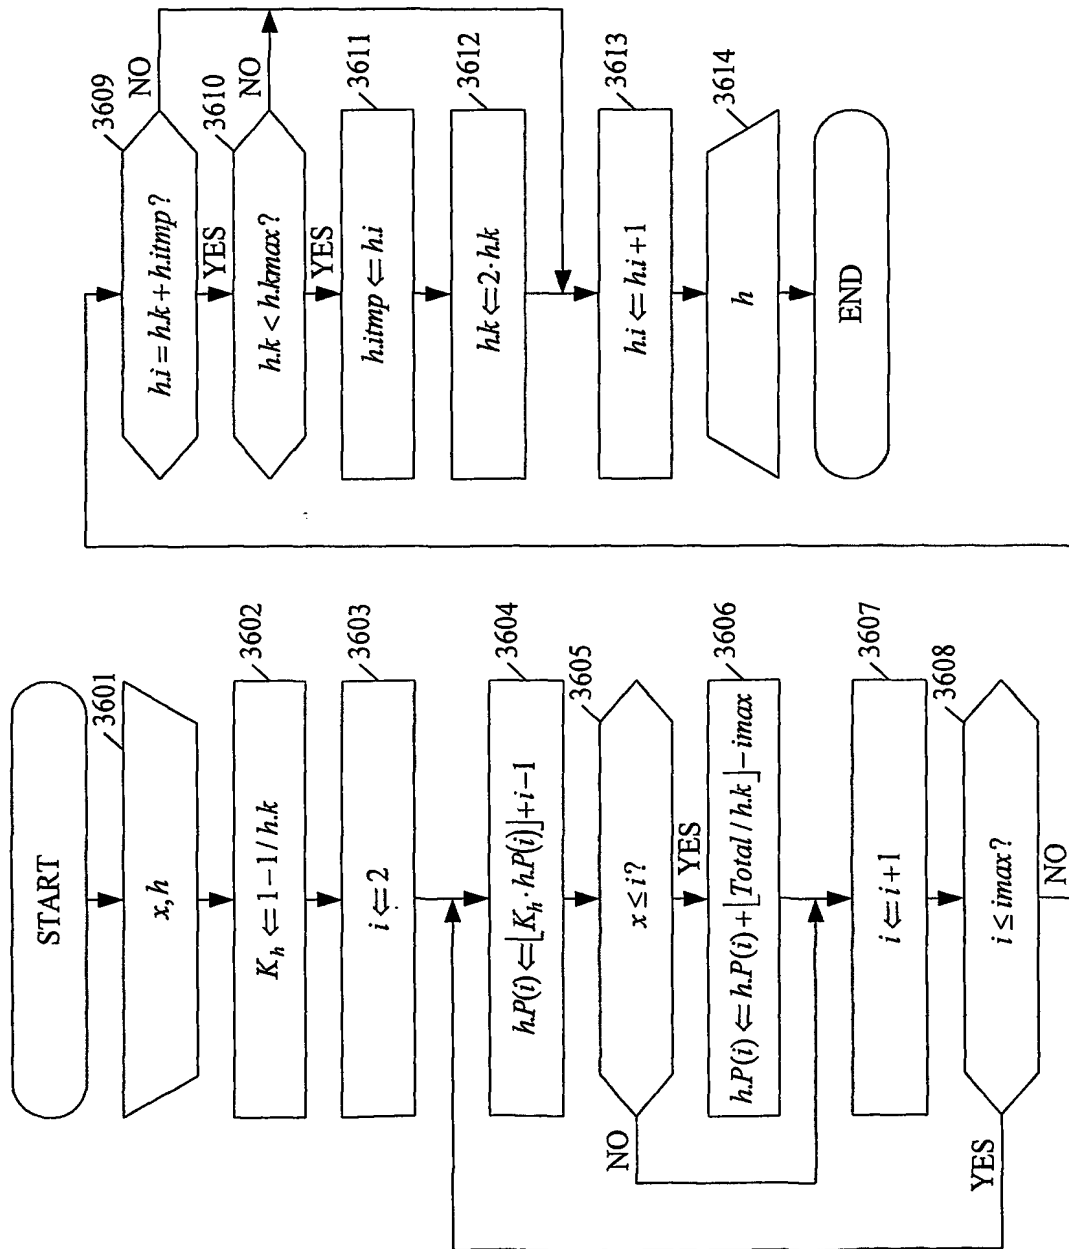 START
3601
x, h
3602
K_h ⇐ 1−1/h.k
3603
i ⇐ 2
3604
h.P(i) ⇐ ⌊K_h · h.P(i)⌋ + i − 1
3605
x ≤ i?
NO
YES
3606
h.P(i) ⇐ h.P(i) + ⌊Total / h.k⌋ − imax
3607
i ⇐ i + 1
3608
i ≤ imax?
YES
NO
3609
h.i = h.k + h.itmp?
NO
YES
3610
h.k < h.kmax?
NO
YES
3611
h.itmp ⇐ h.i
3612
h.k ⇐ 2 · h.k
3613
h.i ⇐ h.i + 1
3614
h
END